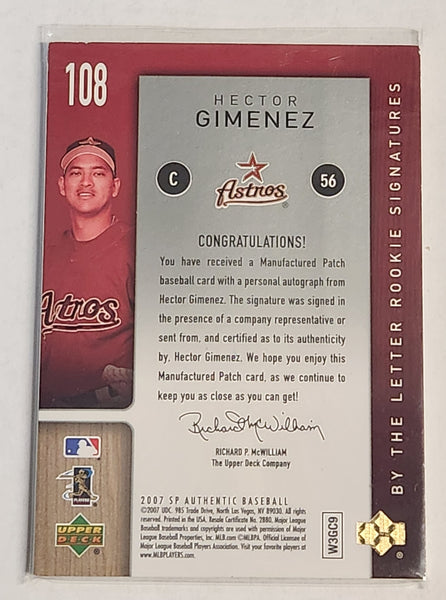 108
HECTOR
GIMENEZ
C
56
Astros
CONGRATULATIONS!
You have received a Manufactured Patch
baseball card with a personal autograph from
Hector Gimenez. The signature was signed in
the presence of a company representative or
sent from, and certified as to its authenticity
by, Hector Gimenez. We hope you enjoy this
Manufactured Patch card, as we continue to
keep you as close as you can get!
Richard P. McWilliam
RICHARD P. McWILLIAM
The Upper Deck Company
BY THE LETTER ROOKIE SIGNATURES
Astros
PLAYERS
UPPER
DECK
2007 SP AUTHENTIC BASEBALL
©2007 UDC. 985 Trade Drive, North Las Vegas, NV 89030. All rights
reserved. Printed in the USA. Resale Certificate No. 2880, Major League
Baseball trademarks and copyrights are used with permission of Major
League Baseball Properties, Inc. MLB.com ©MLBPA. Official Licensee of
Major League Baseball Players Association. Visit your favorite players at
www.MLBPLAYERS.com.
W3GC9